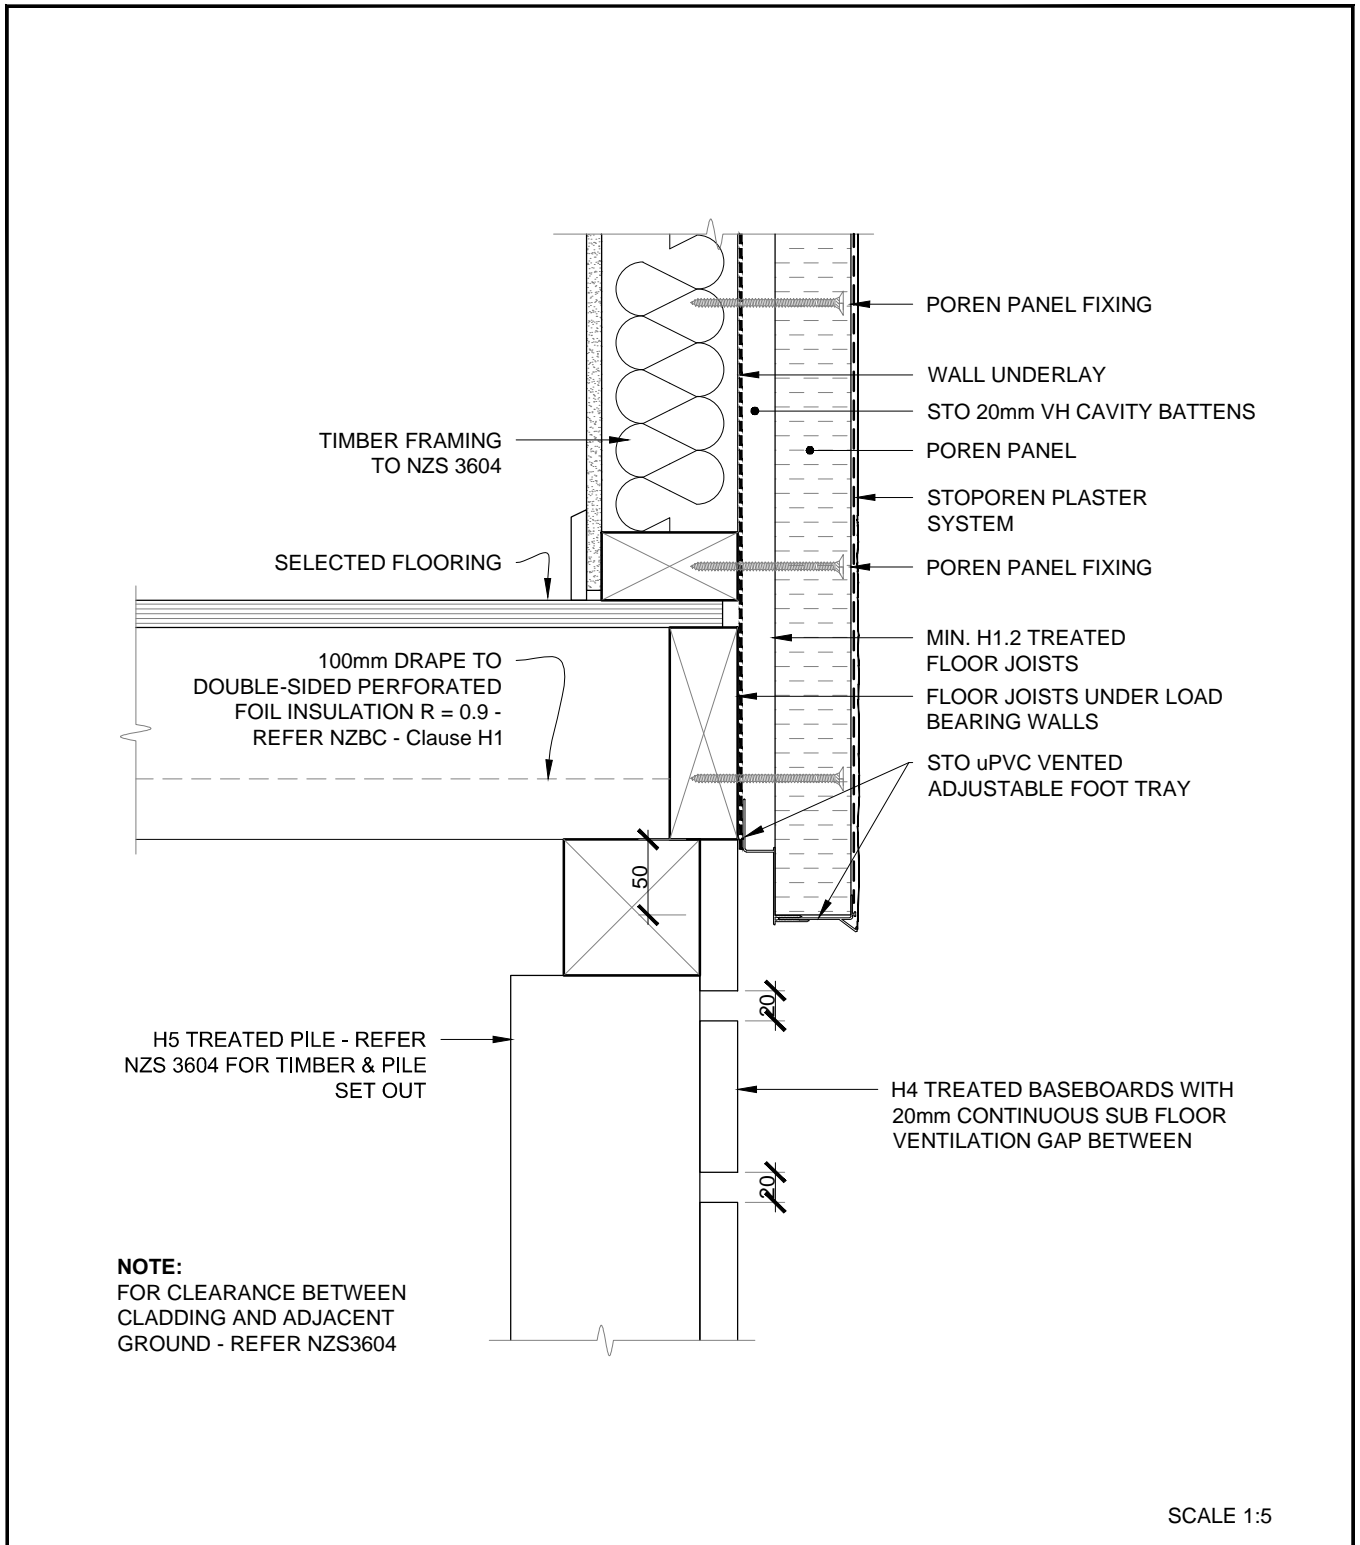 POREN PANEL FIXING
WALL UNDERLAY
STO 20mm VH CAVITY BATTENS
TIMBER FRAMING
TO NZS 3604
POREN PANEL
STOPOREN PLASTER
SYSTEM
SELECTED FLOORING
POREN PANEL FIXING
MIN. H1.2 TREATED
FLOOR JOISTS
100mm DRAPE TO
DOUBLE-SIDED PERFORATED
FOIL INSULATION R = 0.9 -
REFER NZBC - Clause H1
FLOOR JOISTS UNDER LOAD
BEARING WALLS
STO uPVC VENTED
ADJUSTABLE FOOT TRAY
50
20
H5 TREATED PILE - REFER
NZS 3604 FOR TIMBER & PILE
SET OUT
H4 TREATED BASEBOARDS WITH
20mm CONTINUOUS SUB FLOOR
VENTILATION GAP BETWEEN
20
NOTE:
FOR CLEARANCE BETWEEN
CLADDING AND ADJACENT
GROUND - REFER NZS3604
SCALE 1:5